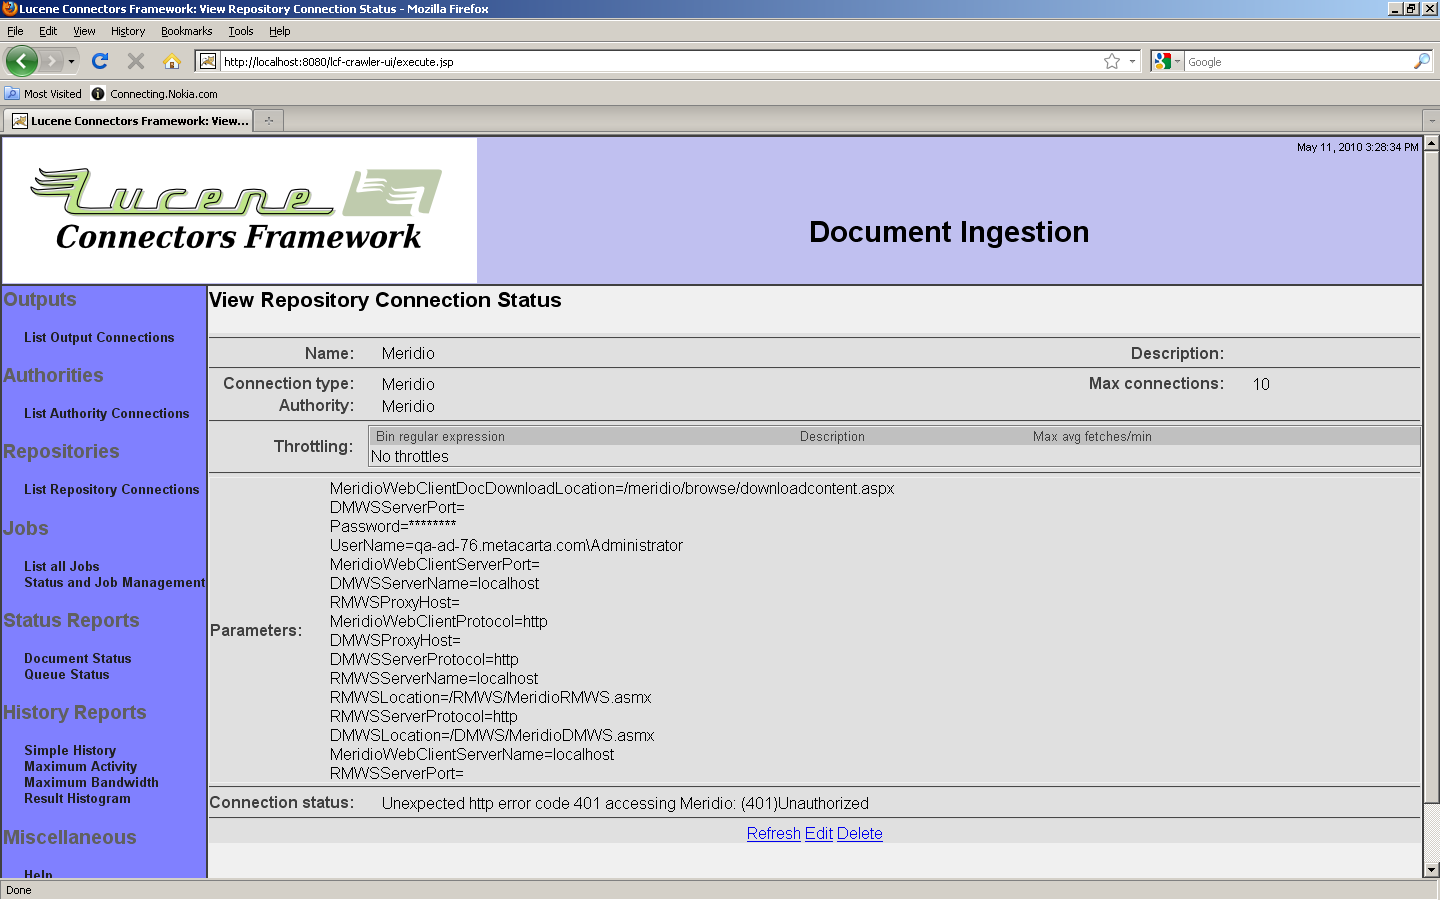 Lucene Connectors Framework: View Repository Connection Status - Mozilla Firefox
File Edit View History Bookmarks Tools Help
http://localhost:8080/lcf-crawler-ui/execute.jsp
Google
Most Visited Connecting.Nokia.com
Lucene Connectors Framework: View...
May 11, 2010 3:28:34 PM
Lucene
Connectors Framework
Document Ingestion
Outputs
List Output Connections
Authorities
List Authority Connections
Repositories
List Repository Connections
Jobs
List all Jobs
Status and Job Management
Status Reports
Document Status
Queue Status
History Reports
Simple History
Maximum Activity
Maximum Bandwidth
Result Histogram
Miscellaneous
Help
View Repository Connection Status
Name: Meridio Description:
Connection type: Meridio Max connections: 10
Authority: Meridio
Throttling:
Bin regular expression Description Max avg fetches/min
No throttles
Parameters:
MeridioWebClientDocDownloadLocation=/meridio/browse/downloadcontent.aspx
DMWSServerPort=
Password=********
UserName=qa-ad-76.metacarta.com\Administrator
MeridioWebClientServerPort=
DMWSServerName=localhost
RMWSProxyHost=
MeridioWebClientProtocol=http
DMWSProxyHost=
DMWSServerProtocol=http
RMWSServerName=localhost
RMWSLocation=/RMWS/MeridioRMWS.asmx
RMWSServerProtocol=http
DMWSLocation=/DMWS/MeridioDMWS.asmx
MeridioWebClientServerName=localhost
RMWSServerPort=
Connection status: Unexpected http error code 401 accessing Meridio: (401)Unauthorized
Refresh Edit Delete
Done